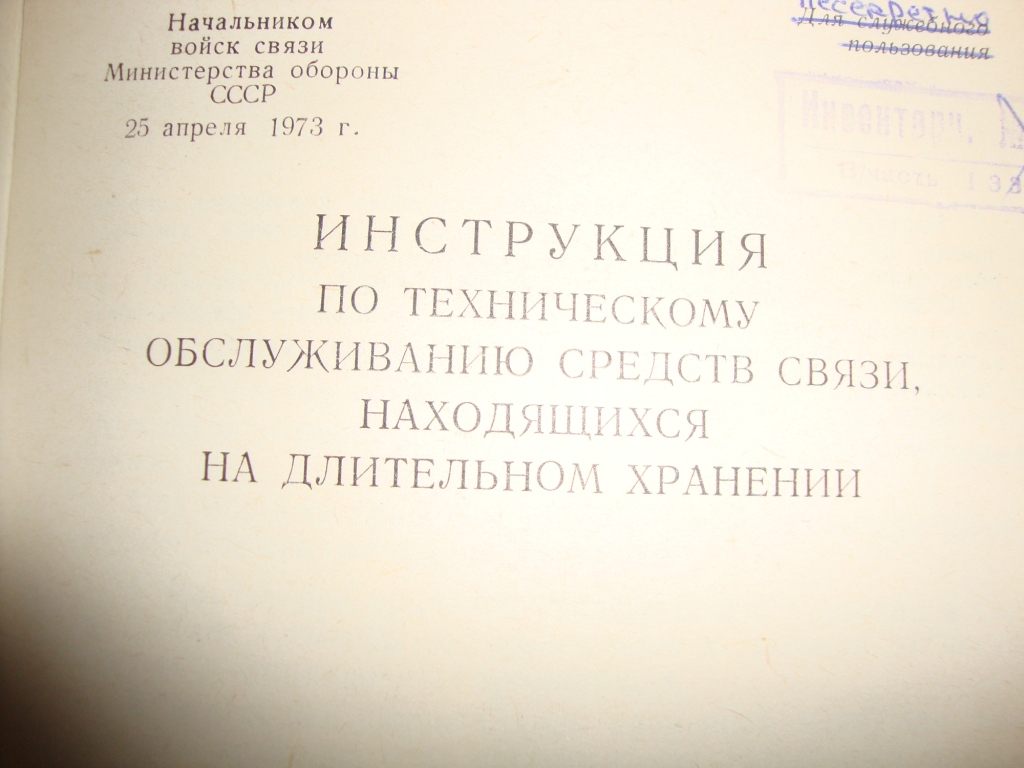 Начальником
войск связи
Министерства обороны
СССР
25 апреля 1973 г.
несекретно
Для служебного
пользования
Инвентарн.
ИНСТРУКЦИЯ
ПО ТЕХНИЧЕСКОМУ
ОБСЛУЖИВАНИЮ СРЕДСТВ СВЯЗИ,
НАХОДЯЩИХСЯ
НА ДЛИТЕЛЬНОМ ХРАНЕНИИ